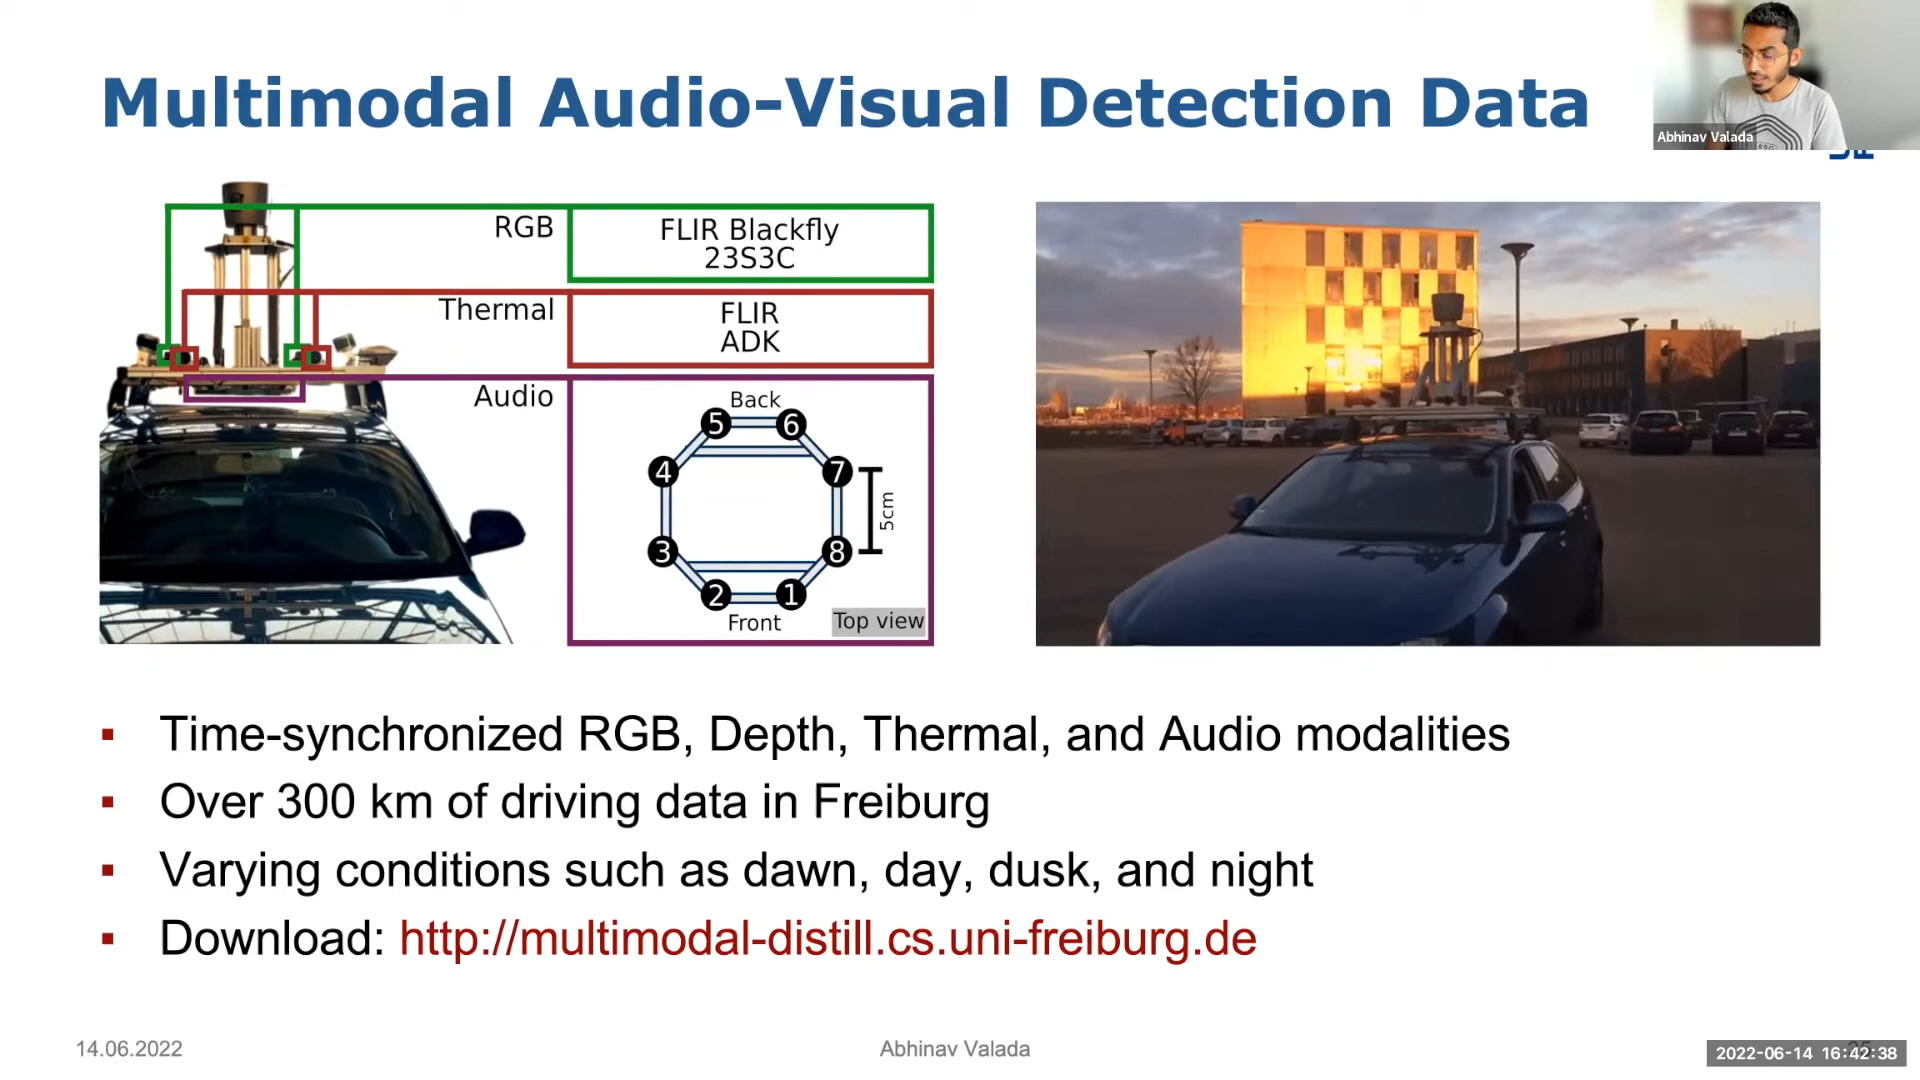 Multimodal Audio-Visual Detection Data
Abhinav Valada
RGB
FLIR Blackfly
23S3C
Thermal
FLIR
ADK
Audio
Back
5
6
4
7
5cm
3
8
2
1
Front
Top view
Time-synchronized RGB, Depth, Thermal, and Audio modalities
Over 300 km of driving data in Freiburg
Varying conditions such as dawn, day, dusk, and night
Download: http://multimodal-distill.cs.uni-freiburg.de
14.06.2022
Abhinav Valada
2022-06-14 16:42:38